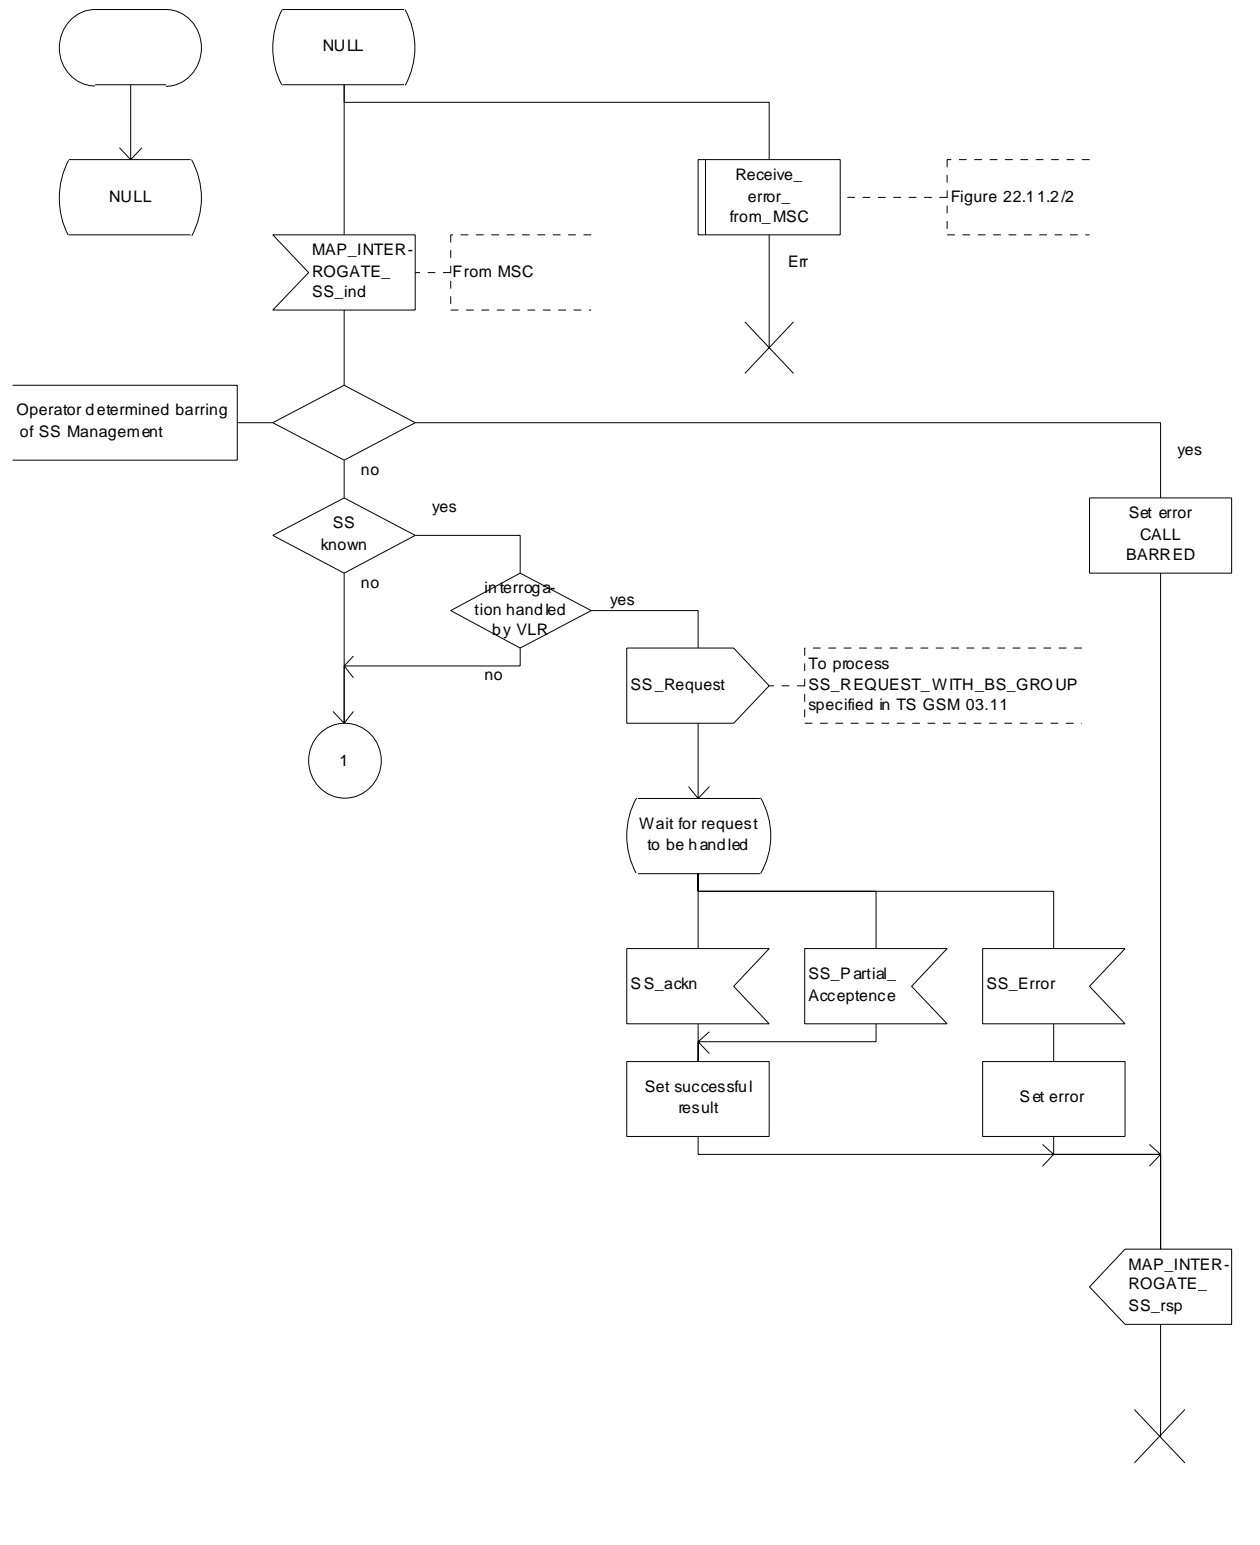 NULL
NULL
Receive_
error_
from_MSC
Figure 22.11.2/2
MAP_INTER-
ROGATE_
SS_ind
From MSC
Err
Operator determined barring
of SS Management
no
yes
SS
known
yes
no
Set error
CALL
BARRED
interroga-
tion handled
by VLR
yes
no
SS_Request
To process
SS_REQUEST_WITH_BS_GROUP
specified in TS GSM 03.11
1
Wait for request
to be handled
SS_ackn
SS_Partial_
Acceptence
SS_Error
Set successful
result
Set error
MAP_INTER-
ROGATE_
SS_rsp